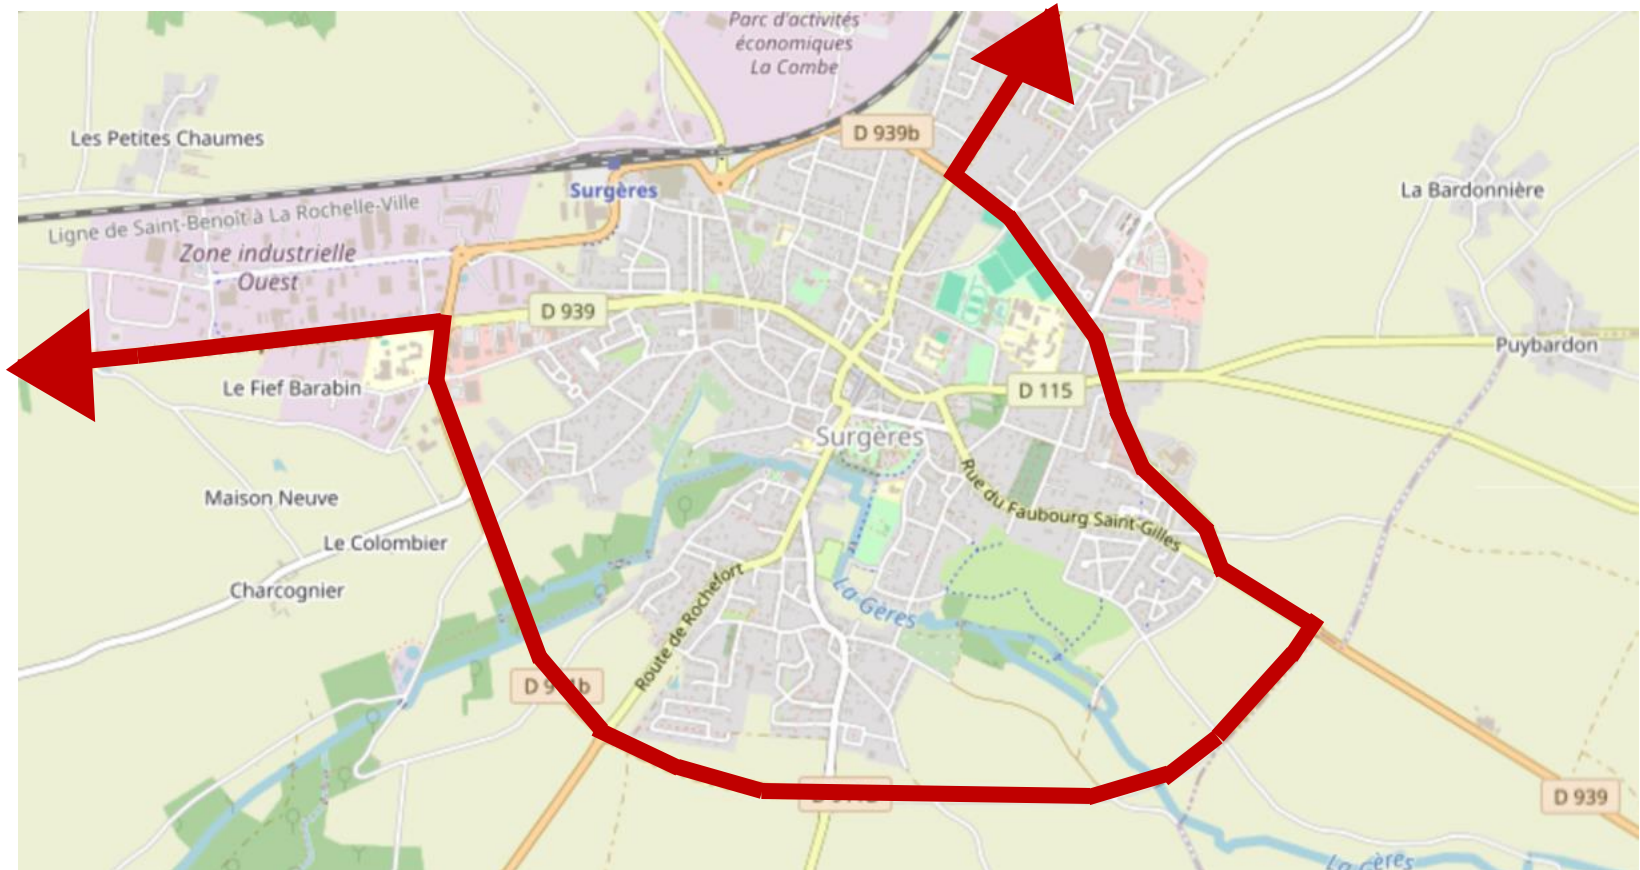 Parc d'activités
économiques
La Combe
D 939b
Les Petites Chaumes
Surgères
La Bardonnière
Ligne de Saint-Benoît à La Rochelle-Ville
Zone industrielle
Ouest
D 939
Puybardon
Le Fief Barabin
D 115
Surgères
Maison Neuve
Rue du Faubourg Saint-Gilles
Le Colombier
Charcognier
La Gères
Route de Rochefort
D 939
La Gères